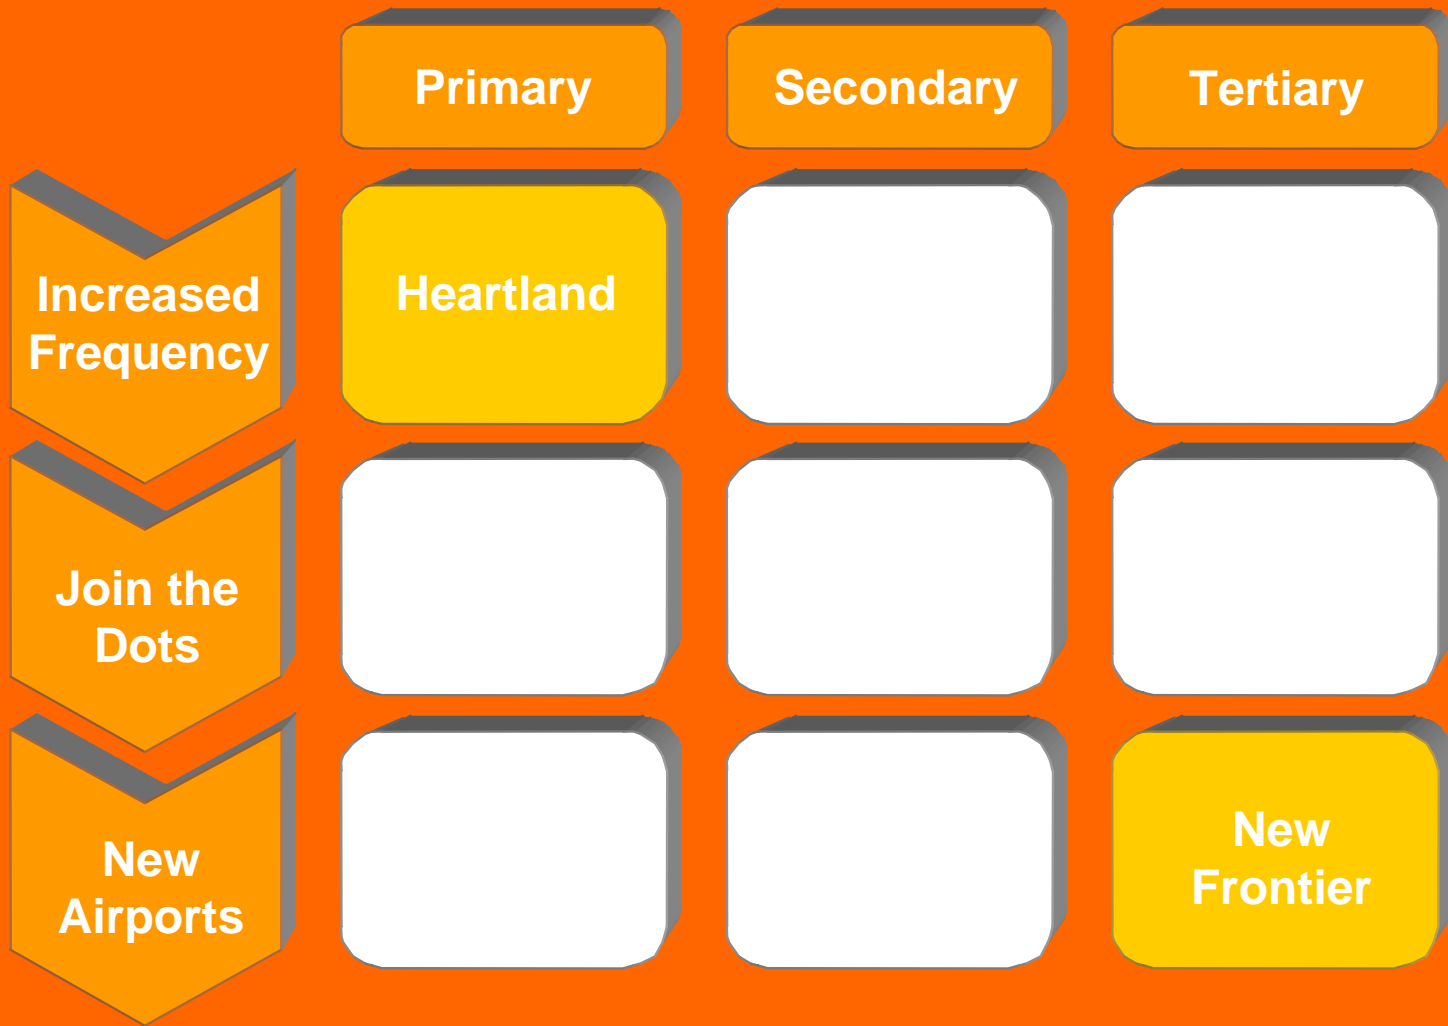 Primary
Secondary
Tertiary
Increased
Frequency
Heartland
Join the
Dots
New
Airports
New
Frontier